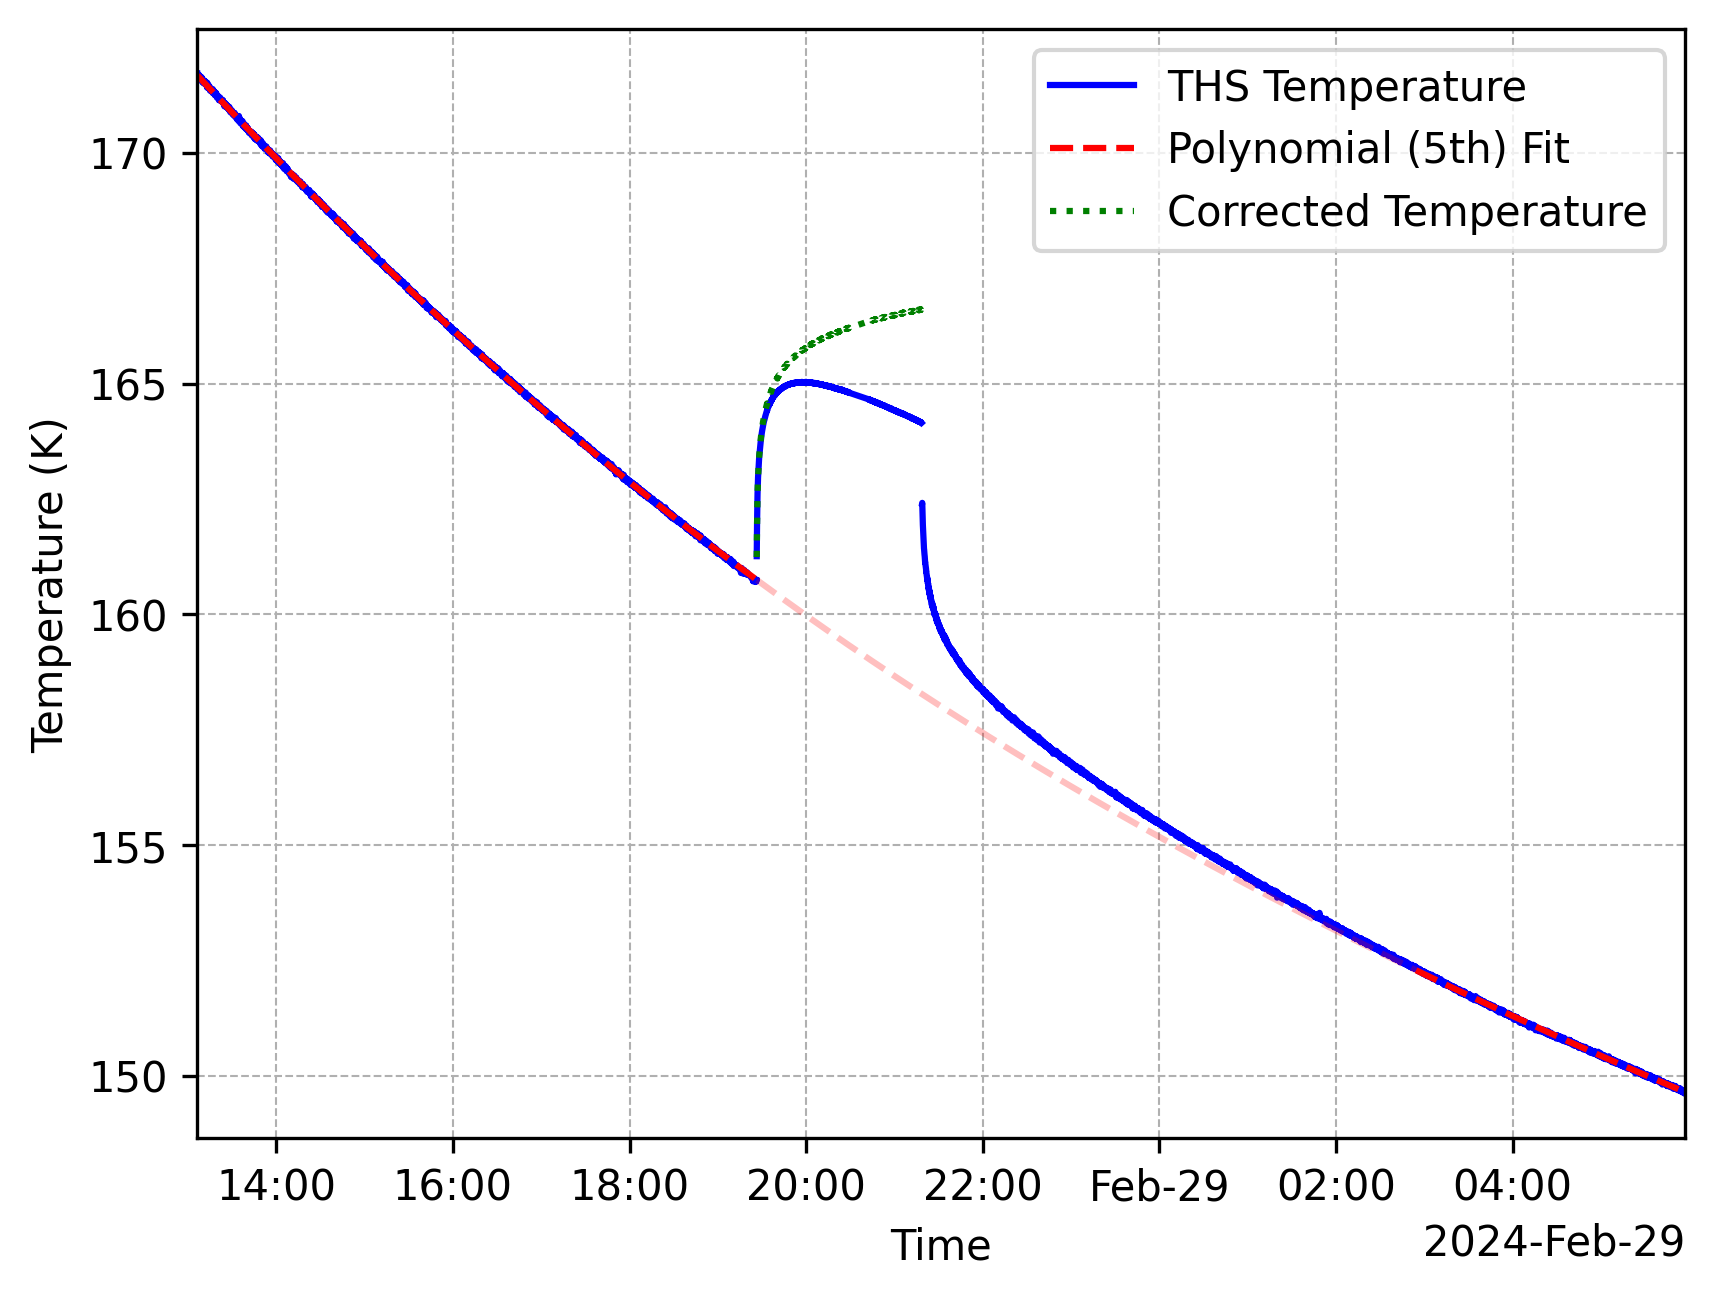 THS Temperature
Polynomial (5th) Fit
Corrected Temperature
Temperature (K)
170
165
160
155
150
14:00 16:00 18:00 20:00 22:00 Feb-29 02:00 04:00
Time
2024-Feb-29